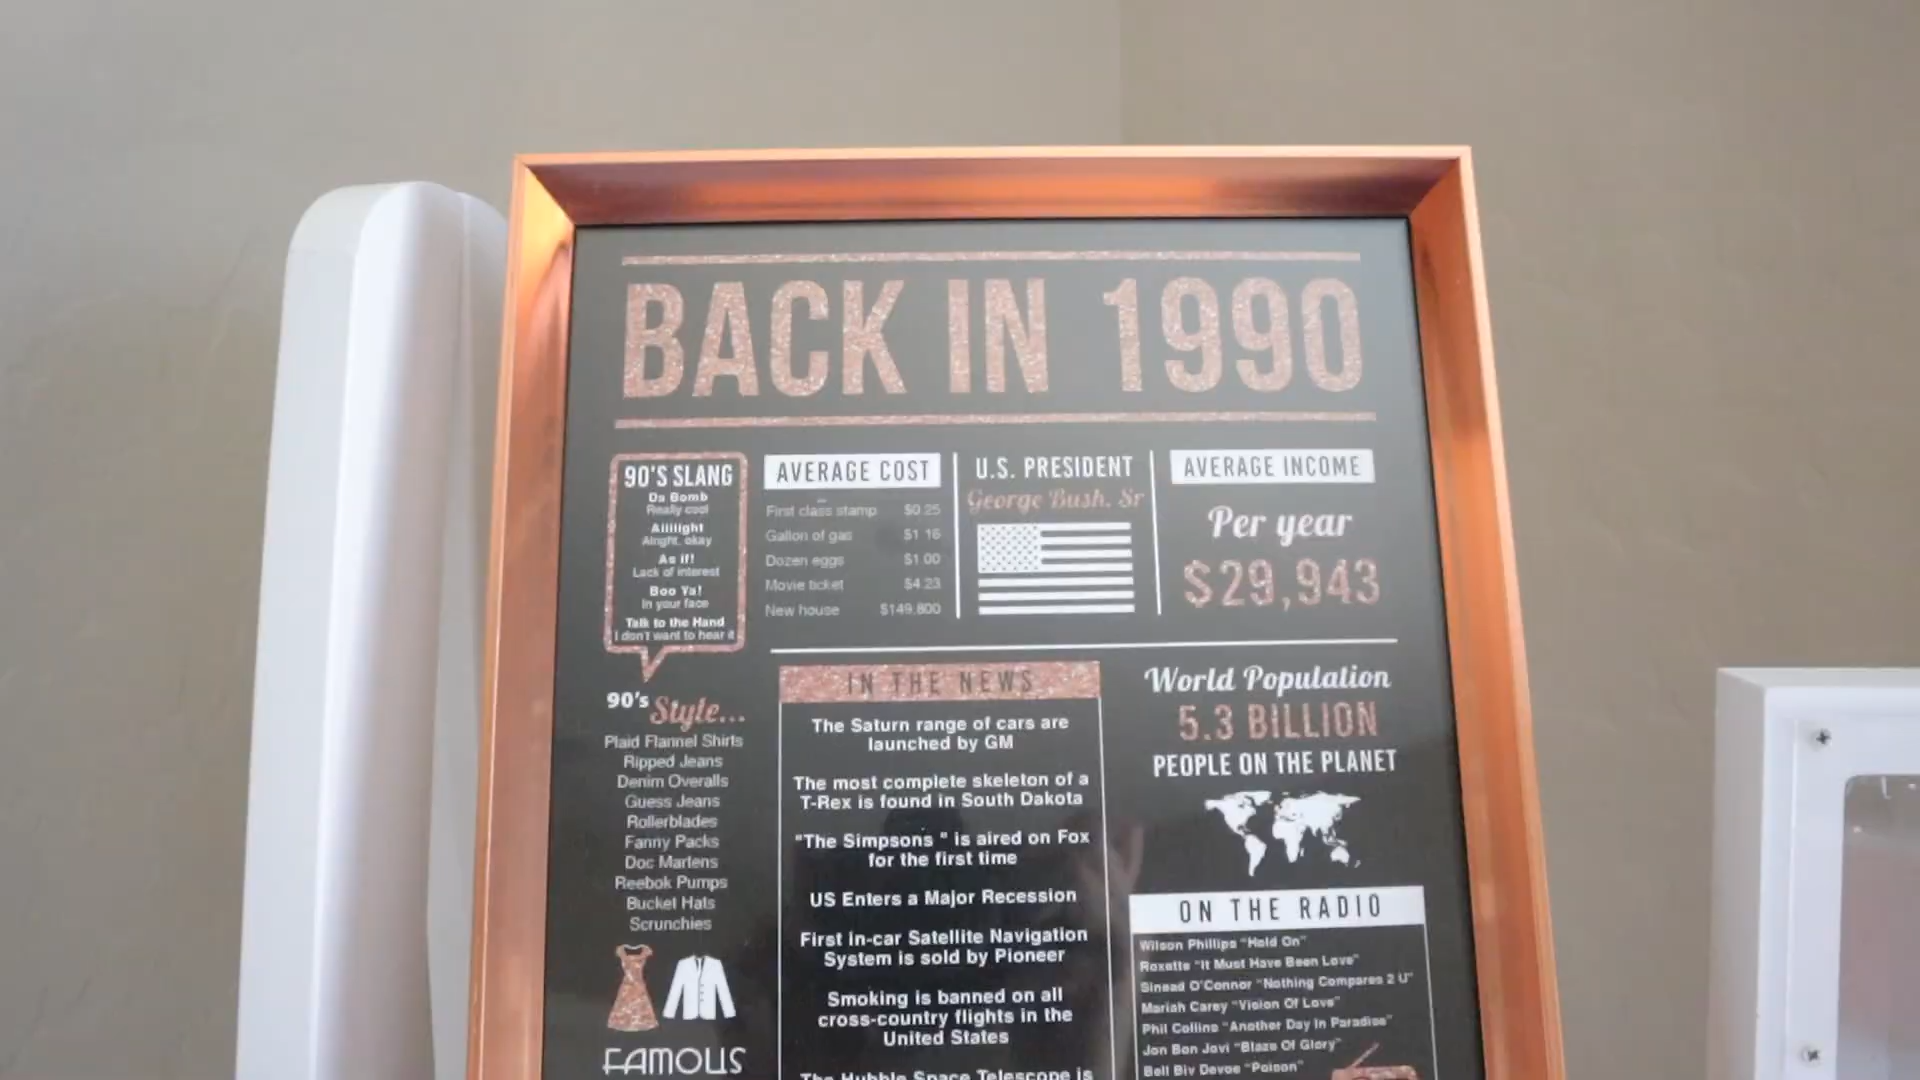 BACK IN 1990
90'S SLANG
Da Bomb
Really cool
Aiiiight
Alright, okay
As if!
Lack of interest
Boo Ya!
In your face
Talk to the Hand
I don't want to hear it
AVERAGE COST
First class stamp $0.25
Gallon of gas $1.16
Dozen eggs $1.00
Movie ticket $4.23
New house $149,800
U.S. PRESIDENT
George Bush, Sr
AVERAGE INCOME
Per year
$29,943
90's Style...
Plaid Flannel Shirts
Ripped Jeans
Denim Overalls
Guess Jeans
Rollerblades
Fanny Packs
Doc Martens
Reebok Pumps
Bucket Hats
Scrunchies
FAMOUS
IN THE NEWS
The Saturn range of cars are
launched by GM
The most complete skeleton of a
T-Rex is found in South Dakota
"The Simpsons " is aired on Fox
for the first time
US Enters a Major Recession
First in-car Satellite Navigation
System is sold by Pioneer
Smoking is banned on all
cross-country flights in the
United States
The Hubble Space Telescope is
World Population
5.3 BILLION
PEOPLE ON THE PLANET
ON THE RADIO
Wilson Phillips "Hold On"
Roxette "It Must Have Been Love"
Sinead O'Connor "Nothing Compares 2 U"
Mariah Carey "Vision Of Love"
Phil Collins "Another Day In Paradise"
Jon Bon Jovi "Blaze Of Glory"
Bell Biv Devoe "Poison"